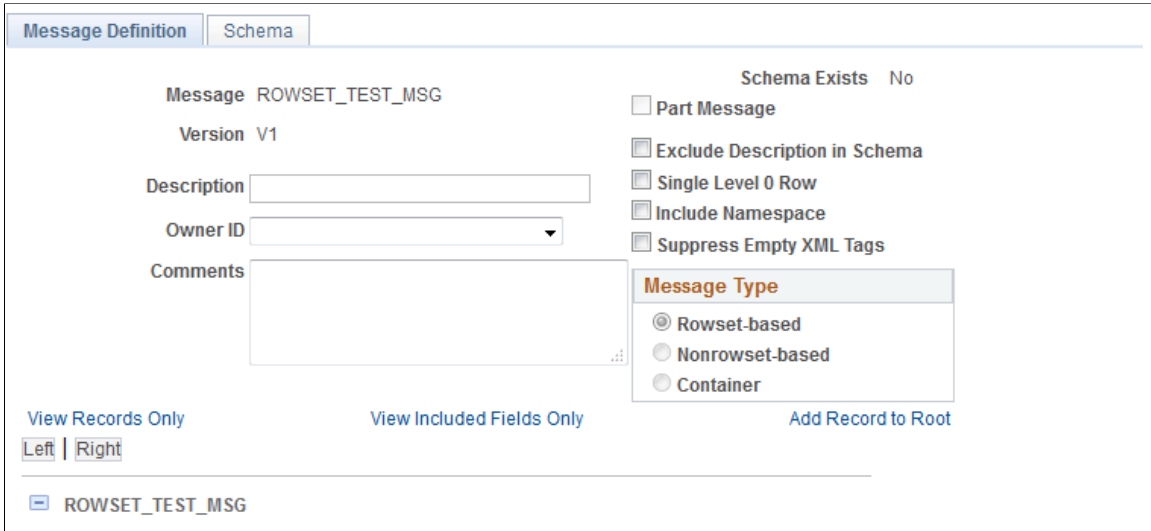 Message Definition Schema
Schema Exists No
Message ROWSET_TEST_MSG
Part Message
Version V1
Exclude Description in Schema
Description
Single Level 0 Row
Include Namespace
Owner ID
Suppress Empty XML Tags
Comments
Message Type
Rowset-based
Nonrowset-based
Container
View Records Only View Included Fields Only Add Record to Root
Left | Right
ROWSET_TEST_MSG